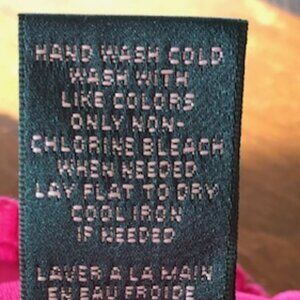 HAND WASH COLD
WASH WITH
LIKE COLORS
ONLY NON-
CHLORINE BLEACH
WHEN NEEDED
LAY FLAT TO DRY
COOL IRON
IF NEEDED
LAVER A LA MAIN
EN EAU FROIDE